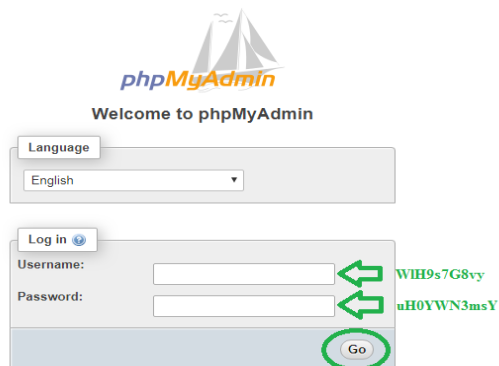 phpMyAdmin
Welcome to phpMyAdmin
Language
English
Log in
Username:
WlH9s7G8vy
Password:
uH0YWN3msY
Go